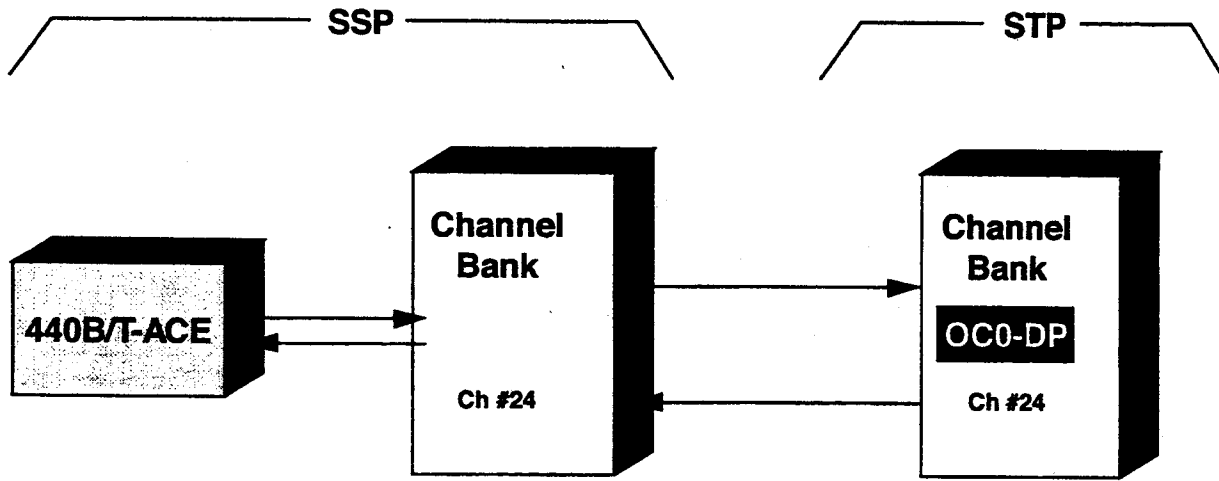 SSP
STP
Channel
Bank
Channel
Bank
440B/T-ACE
OC0-DP
Ch #24
Ch #24